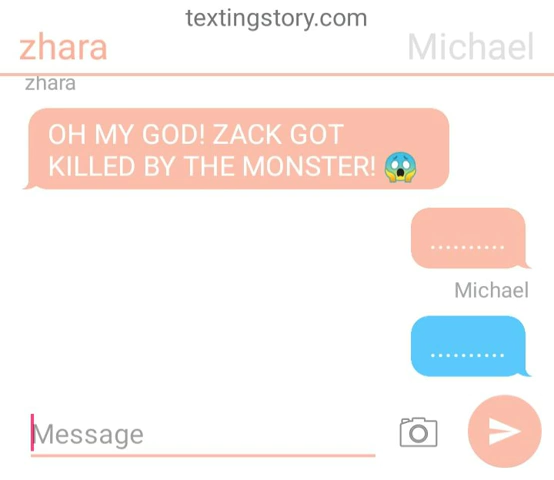 textingstory.com
zhara
Michael
zhara
OH MY GOD! ZACK GOT
KILLED BY THE MONSTER! 😱
..........
Michael
..........
Message